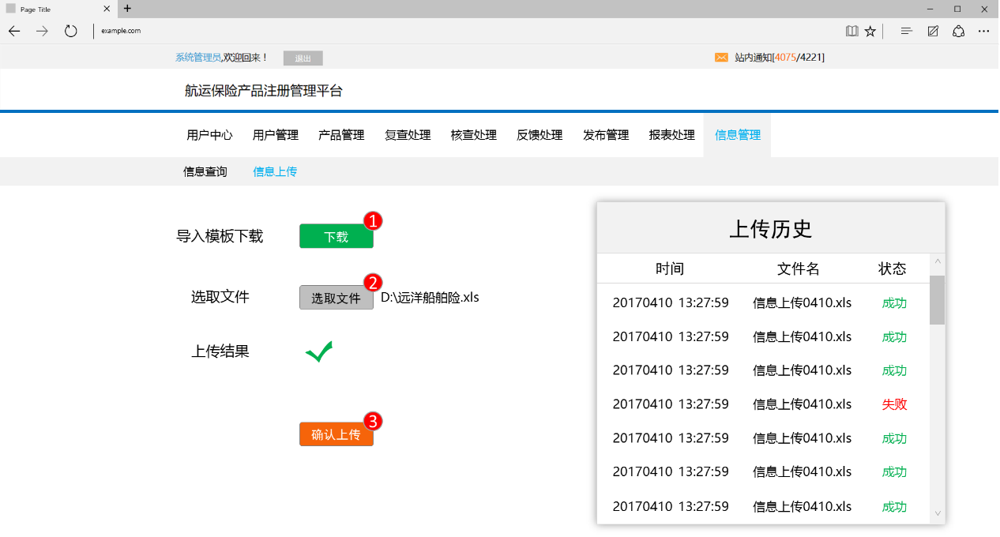 Page Title
example.com
系统管理员,欢迎回来！ 退出 站内通知[4075/4221]
航运保险产品注册管理平台
用户中心 用户管理 产品管理 复查处理 核查处理 反馈处理 发布管理 报表处理 信息管理
信息查询 信息上传
导入模板下载 下载 1
选取文件 选取文件 2 D:\远洋船舶险.xls
上传结果
确认上传 3
上传历史
时间 文件名 状态
20170410 13:27:59 信息上传0410.xls 成功
20170410 13:27:59 信息上传0410.xls 成功
20170410 13:27:59 信息上传0410.xls 成功
20170410 13:27:59 信息上传0410.xls 失败
20170410 13:27:59 信息上传0410.xls 成功
20170410 13:27:59 信息上传0410.xls 成功
20170410 13:27:59 信息上传0410.xls 成功